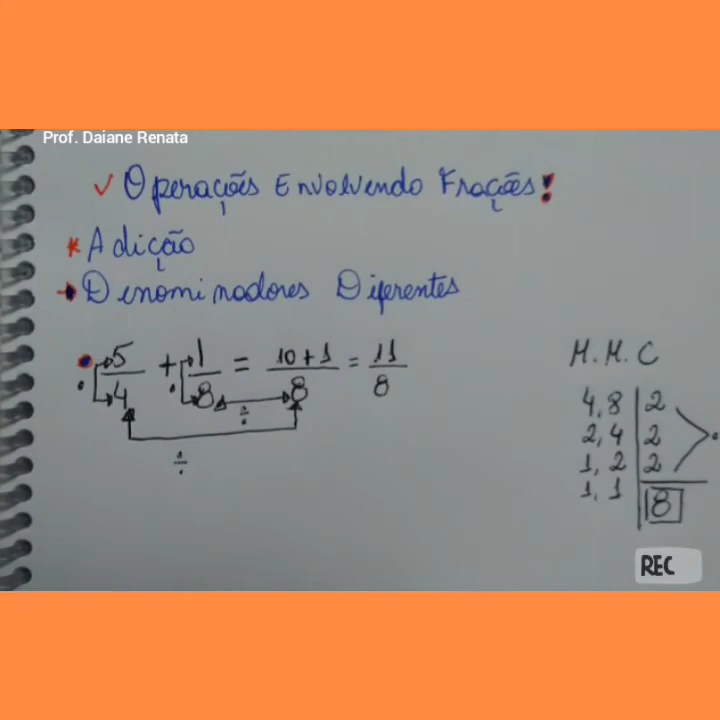 Prof. Daiane Renata
✓ Operações Envolvendo Frações!
* Adição
→ Denominadores Diferentes
• 5/4 + 1/8 = 10+1/8 = 11/8
÷
÷
M.M.C
4,8 | 2
2,4 | 2
1,2 | 2
1,1 | 8
REC